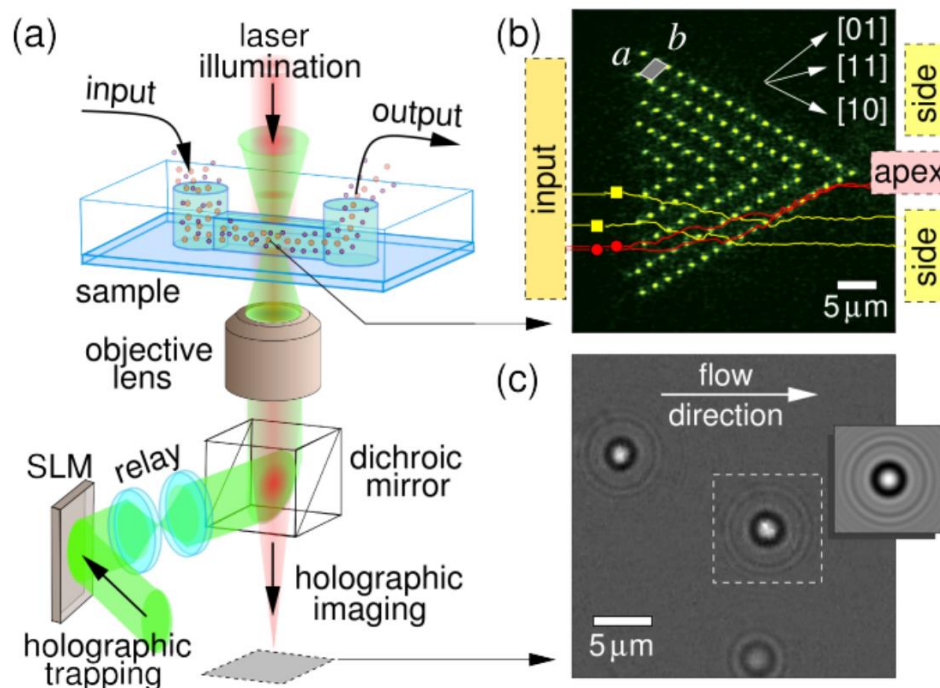 (a)
laser
illumination
input
output
sample
objective
lens
SLM
relay
dichroic
mirror
holographic
imaging
holographic
trapping
(b)
a
b
[01]
[11]
[10]
input
side
apex
side
5 µm
(c)
flow
direction
5 µm